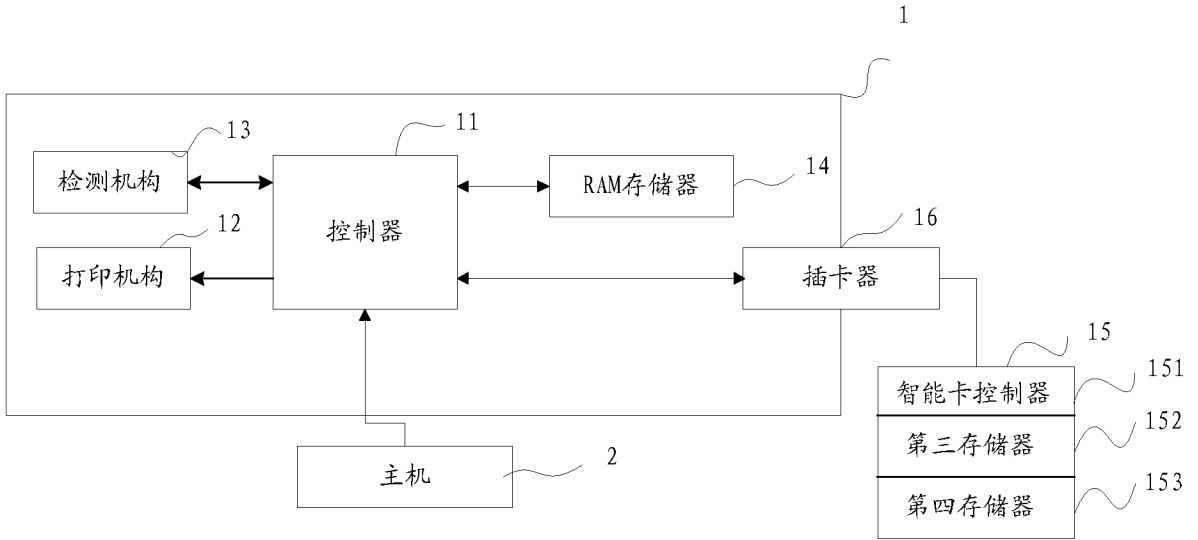 1
13
检测机构
12
打印机构
11
控制器
RAM存储器
14
16
插卡器
15
智能卡控制器
151
第三存储器
152
第四存储器
153
主机
2